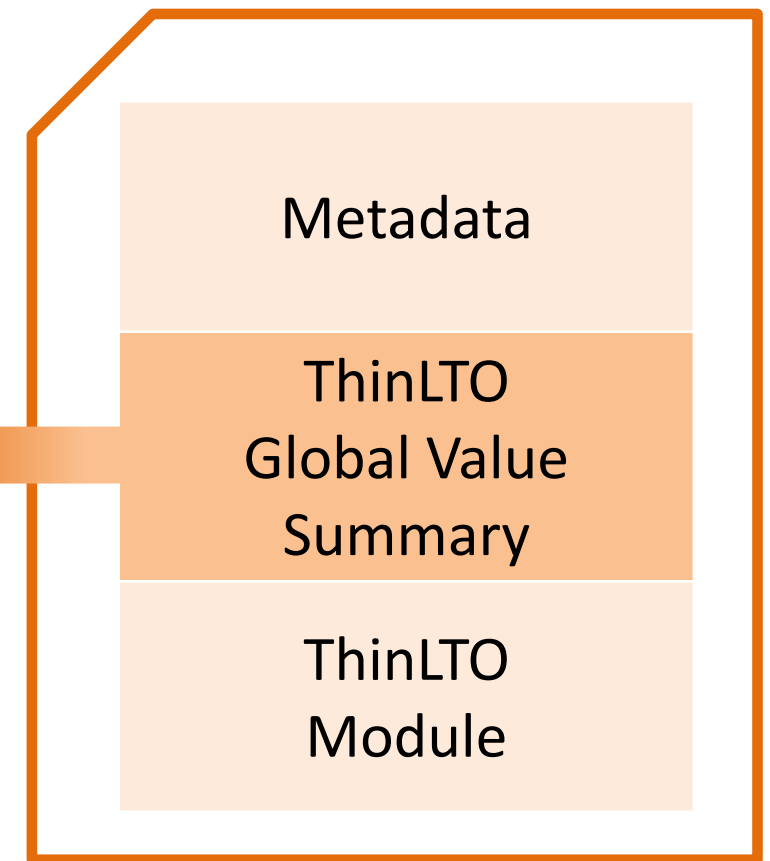 Metadata
ThinLTO
Global Value
Summary
ThinLTO
Module